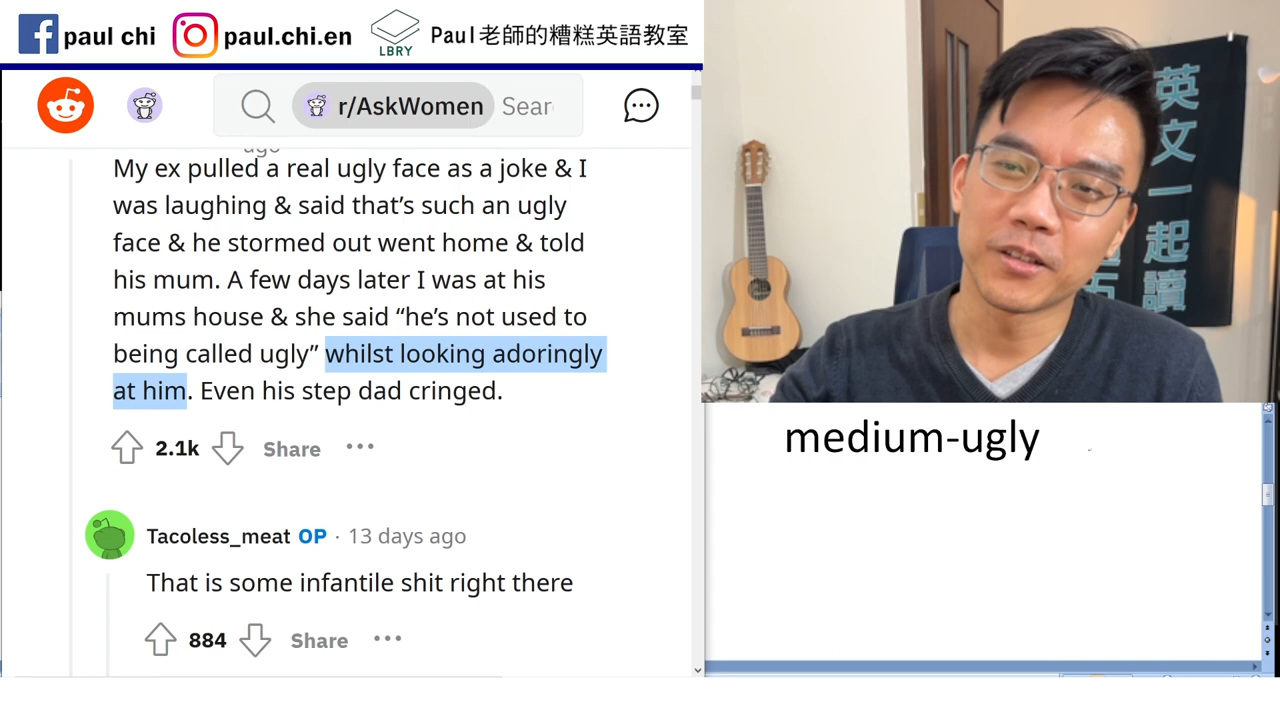 paul chi
paul.chi.en
LBRY
Paul老師的糟糕英語教室
r/AskWomen
Sear
ago
My ex pulled a real ugly face as a joke & I
was laughing & said that’s such an ugly
face & he stormed out went home & told
his mum. A few days later I was at his
mums house & she said “he’s not used to
being called ugly” whilst looking adoringly
at him. Even his step dad cringed.
2.1k
Share
Tacoless_meat OP · 13 days ago
That is some infantile shit right there
884
Share
英文一起讀
medium-ugly